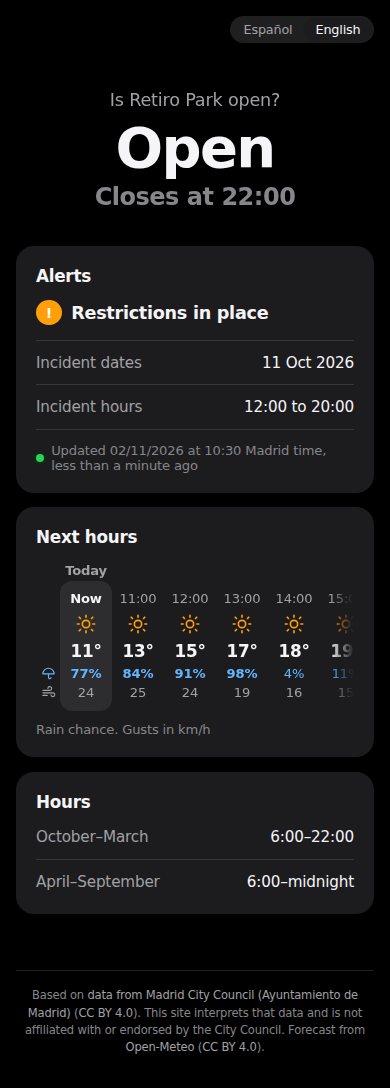 Español English
Is Retiro Park open?
Open
Closes at 22:00
Alerts
! Restrictions in place
Incident dates 11 Oct 2026
Incident hours 12:00 to 20:00
Updated 02/11/2026 at 10:30 Madrid time,
less than a minute ago
Next hours
Today
Now 11:00 12:00 13:00 14:00
11° 13° 15° 17° 18° 19
77% 84% 91% 98% 4%
24 25 24 19 16 15
Rain chance. Gusts in km/h
Hours
October–March 6:00–22:00
April–September 6:00–midnight
Based on data from Madrid City Council (Ayuntamiento de
Madrid) (CC BY 4.0). This site interprets that data and is not
affiliated with or endorsed by the City Council. Forecast from
Open-Meteo (CC BY 4.0).